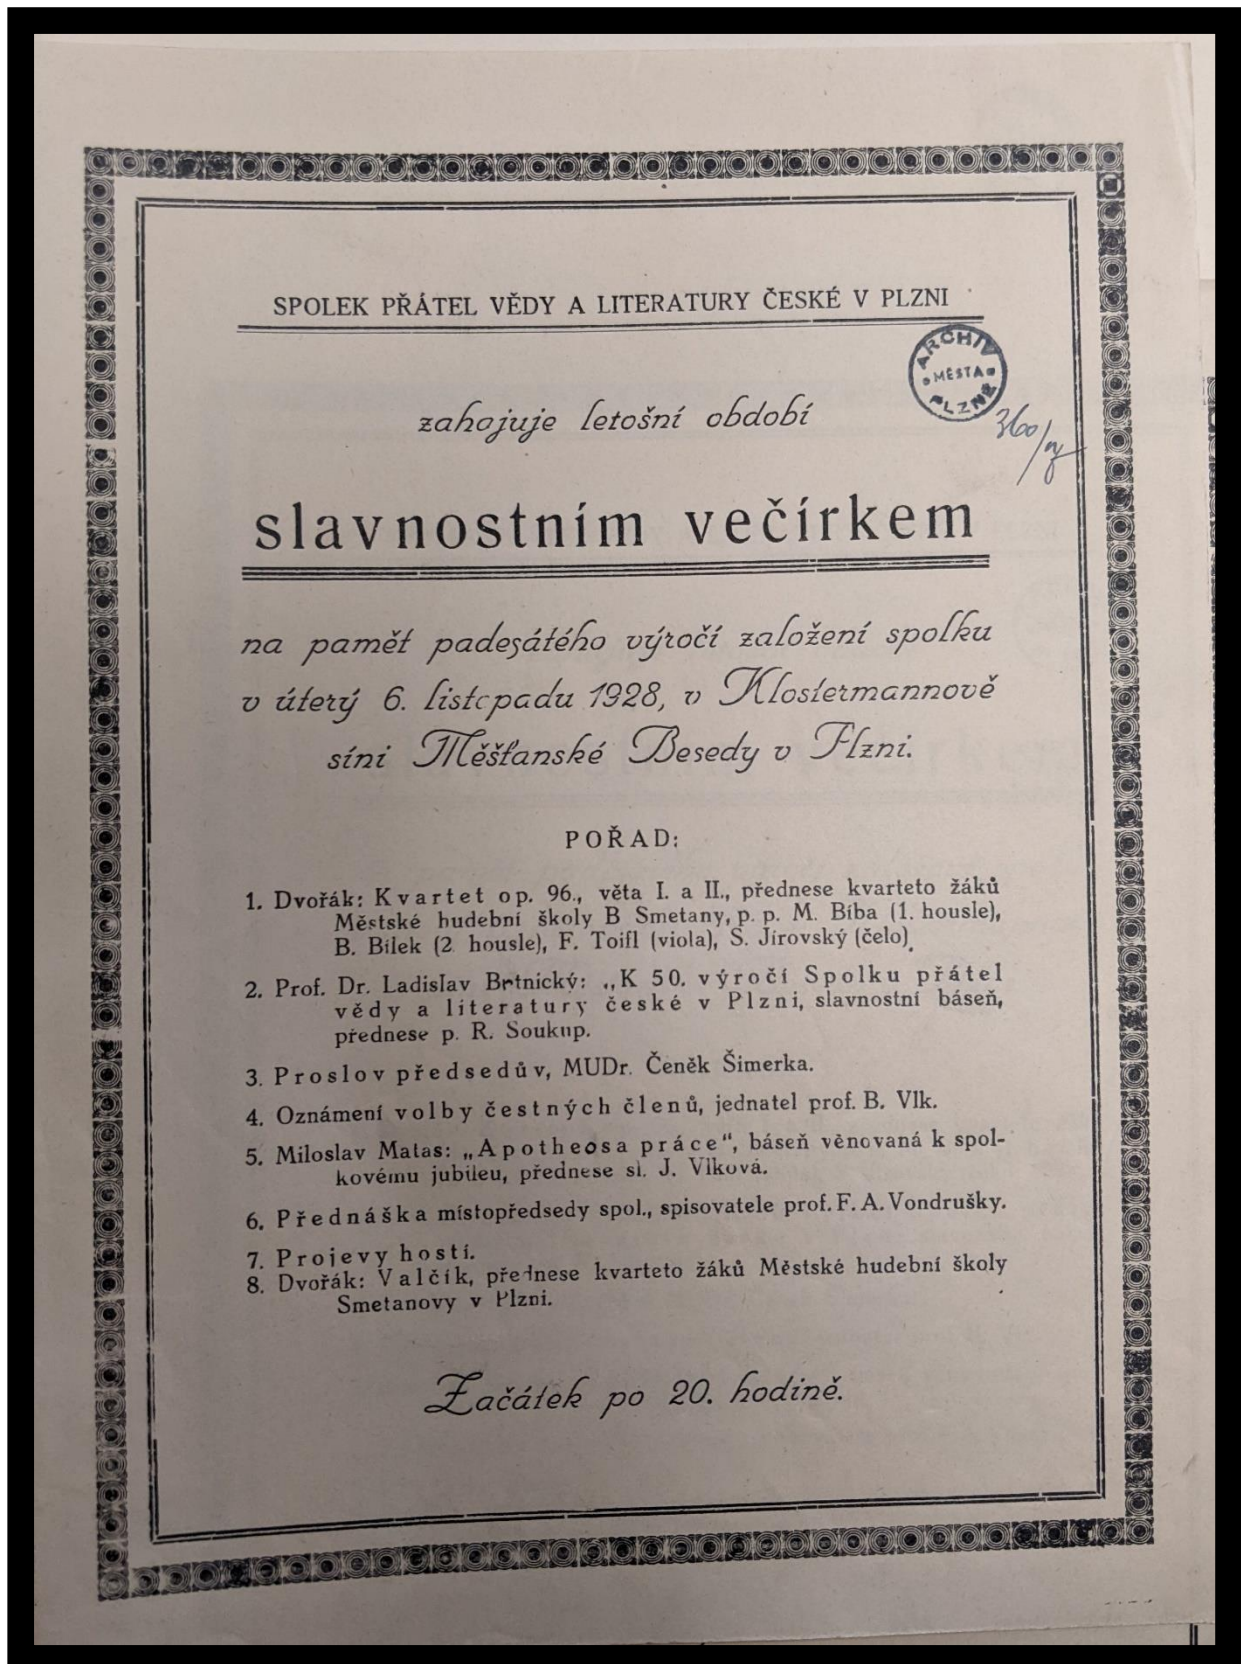 SPOLEK PŘÁTEL VĚDY A LITERATURY ČESKÉ V PLZNI
ARCHIV
MĚSTA
PLZNĚ
zahajuje letošní období
360/
slavnostním večírkem
na paměť padesátého výročí založení spolku
v úterý 6. listopadu 1928, v Klostermannově
síni Měšťanské Besedy v Plzni.
POŘAD:
1. Dvořák: Kvartet op. 96., věta I. a II., přednese kvarteto žáků
Městské hudební školy B Smetany, p. p. M. Bíba (1. housle),
B. Bílek (2 housle), F. Toifl (viola), S. Jírovský (čelo).
2. Prof. Dr. Ladislav Brtnický: „K 50. výročí Spolku přátel
vědy a literatury české v Plzni, slavnostní báseň,
přednese p. R. Soukup.
3. Proslov předsedův, MUDr. Čeněk Šimerka.
4. Oznámení volby čestných členů, jednatel prof. B. Vlk.
5. Miloslav Matas: „Apotheosa práce“, báseň věnovaná k spol-
kovému jubileu, přednese sl. J. Vlková.
6. Přednáška místopředsedy spol., spisovatele prof. F. A. Vondrušky.
7. Projevy hostí.
8. Dvořák: Valčík, přednese kvarteto žáků Městské hudební školy
Smetanovy v Plzni.
Začátek po 20. hodině.